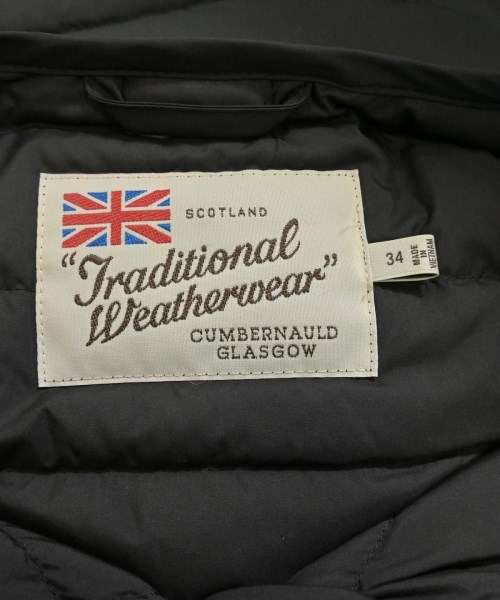 SCOTLAND
"Traditional
Weatherwear"
CUMBERNAULD
GLASGOW
34
MADE
IN
VIETNAM